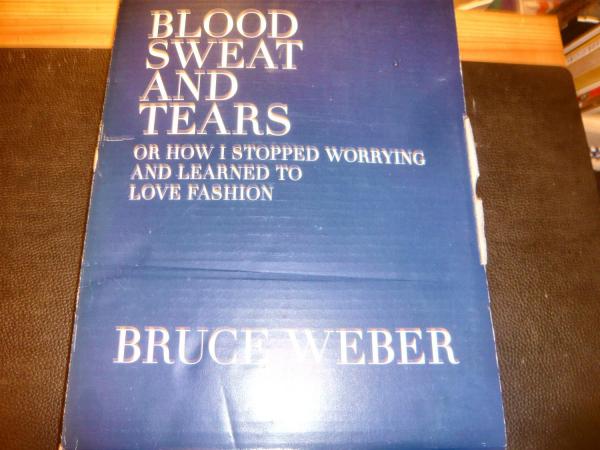 BLOOD
SWEAT
AND
TEARS
OR HOW I STOPPED WORRYING
AND LEARNED TO
LOVE FASHION
BRUCE WEBER